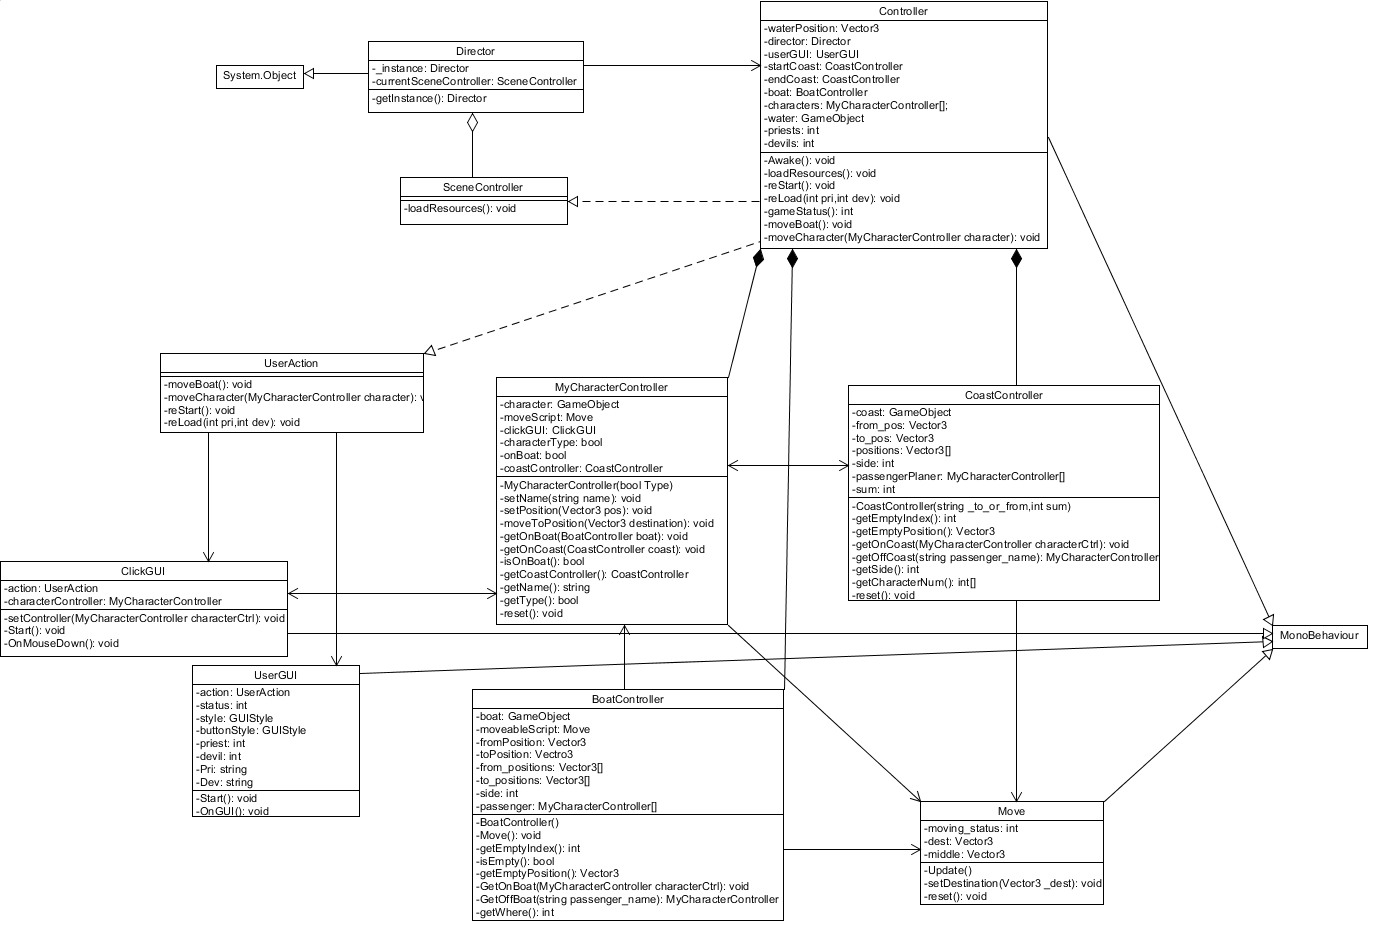 Controller
-waterPosition: Vector3
-director: Director
-userGUI: UserGUI
-startCoast: CoastController
-endCoast: CoastController
-boat: BoatController
-characters: MyCharacterController[];
-water: GameObject
-priests: int
-devils: int
-Awake(): void
-loadResources(): void
-reStart(): void
-reLoad(int pri,int dev): void
-gameStatus(): int
-moveBoat(): void
-moveCharacter(MyCharacterController character): void
Director
-_instance: Director
-currentSceneController: SceneController
-getInstance(): Director
System.Object
SceneController
-loadResources(): void
UserAction
-moveBoat(): void
-moveCharacter(MyCharacterController character):
-reStart(): void
-reLoad(int pri,int dev): void
MyCharacterController
-character: GameObject
-moveScript: Move
-clickGUI: ClickGUI
-characterType: bool
-onBoat: bool
-coastController: CoastController
-MyCharacterController(bool Type)
-setName(string name): void
-setPosition(Vector3 pos): void
-moveToPosition(Vector3 destination): void
-getOnBoat(BoatController boat): void
-getOnCoast(CoastController coast): void
-isOnBoat(): bool
-getCoastController(): CoastController
-getName(): string
-getType(): bool
-reset(): void
CoastController
-coast: GameObject
-from_pos: Vector3
-to_pos: Vector3
-positions: Vector3[]
-side: int
-passengerPlaner: MyCharacterController[]
-sum: int
-CoastController(string _to_or_from,int sum)
-getEmptyIndex(): int
-getEmptyPosition(): Vector3
-getOnCoast(MyCharacterController characterCtrl): void
-getOffCoast(string passenger_name): MyCharacterController
-getSide(): int
-getCharacterNum(): int[]
-reset(): void
ClickGUI
-action: UserAction
-characterController: MyCharacterController
-setController(MyCharacterController characterCtrl): void
-Start(): void
-OnMouseDown(): void
MonoBehaviour
UserGUI
-action: UserAction
-status: int
-style: GUIStyle
-buttonStyle: GUIStyle
-priest: int
-devil: int
-Pri: string
-Dev: string
-Start(): void
-OnGUI(): void
BoatController
-boat: GameObject
-moveableScript: Move
-fromPosition: Vector3
-toPosition: Vectro3
-from_positions: Vector3[]
-to_positions: Vector3[]
-side: int
-passenger: MyCharacterController[]
-BoatController()
-Move(): void
-getEmptyIndex(): int
-isEmpty(): bool
-getEmptyPosition(): Vector3
-GetOnBoat(MyCharacterController characterCtrl): void
-GetOffBoat(string passenger_name): MyCharacterController
-getWhere(): int
Move
-moving_status: int
-dest: Vector3
-middle: Vector3
-Update()
-setDestination(Vector3 _dest): void
-reset(): void